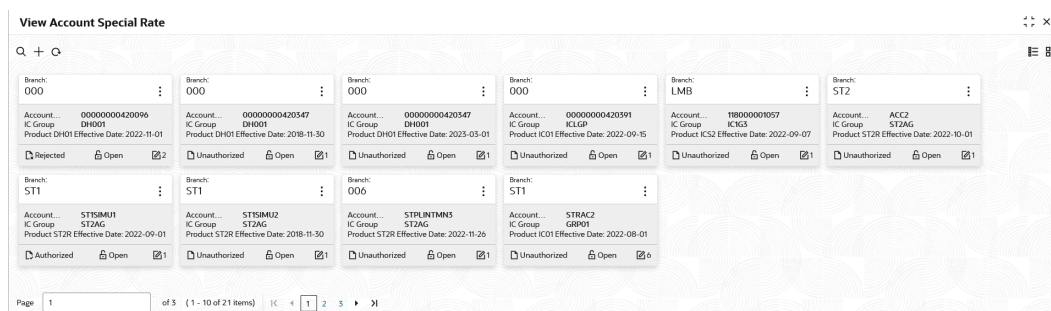 View Account Special Rate
Branch:
000
Account... 00000000420096
IC Group DH001
Product DH01 Effective Date: 2022-11-01
Rejected Open 2
Branch:
000
Account... 00000000420347
IC Group DH001
Product DH01 Effective Date: 2018-11-30
Unauthorized Open 1
Branch:
000
Account... 00000000420347
IC Group DH001
Product DH01 Effective Date: 2023-03-01
Unauthorized Open 1
Branch:
000
Account... 00000000420391
IC Group ICLGP
Product IC01 Effective Date: 2022-09-15
Unauthorized Open 1
Branch:
LMB
Account... 118000001057
IC Group IC1G3
Product ICS2 Effective Date: 2022-09-07
Unauthorized Open 1
Branch:
ST2
Account... ACC2
IC Group ST2AG
Product ST2R Effective Date: 2022-10-01
Unauthorized Open 1
Branch:
ST1
Account... ST1SIMU1
IC Group ST2AG
Product ST2R Effective Date: 2022-09-01
Authorized Open 1
Branch:
ST1
Account... ST1SIMU2
IC Group ST2AG
Product ST2R Effective Date: 2018-11-30
Unauthorized Open 1
Branch:
006
Account... STPLINTMN3
IC Group ST2AG
Product ST2R Effective Date: 2022-11-26
Unauthorized Open 1
Branch:
ST1
Account... STRAC2
IC Group GRP01
Product IC01 Effective Date: 2022-08-01
Unauthorized Open 6
Page 1 of 3 ( 1 - 10 of 21 items) 1 2 3